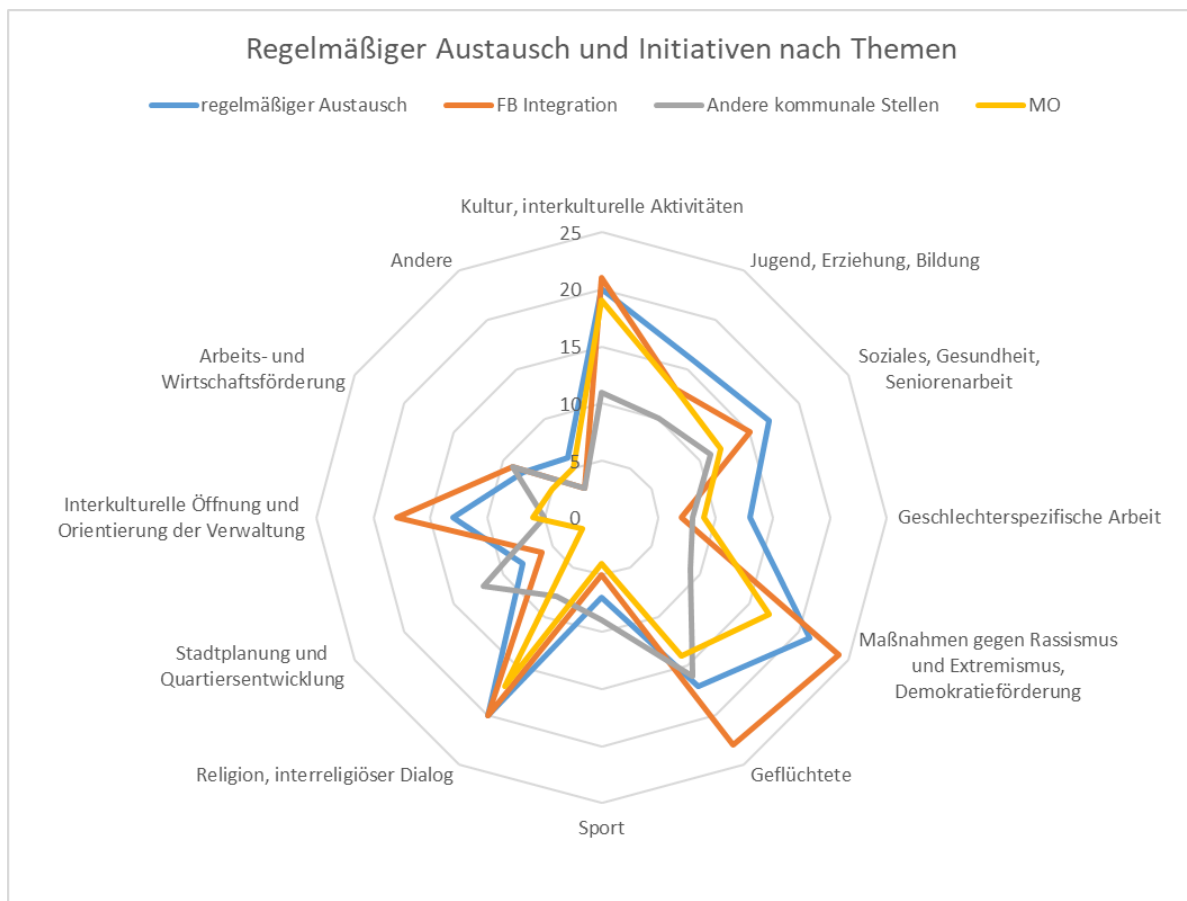 Regelmäßiger Austausch und Initiativen nach Themen
regelmäßiger Austausch
FB Integration
Andere kommunale Stellen
MO
Kultur, interkulturelle Aktivitäten
25
20
15
10
5
0
Jugend, Erziehung, Bildung
Soziales, Gesundheit,
Seniorenarbeit
Geschlechterspezifische Arbeit
Maßnahmen gegen Rassismus
und Extremismus,
Demokratieförderung
Geflüchtete
Sport
Religion, interreligiöser Dialog
Stadtplanung und
Quartiersentwicklung
Interkulturelle Öffnung und
Orientierung der Verwaltung
Arbeits- und
Wirtschaftsförderung
Andere